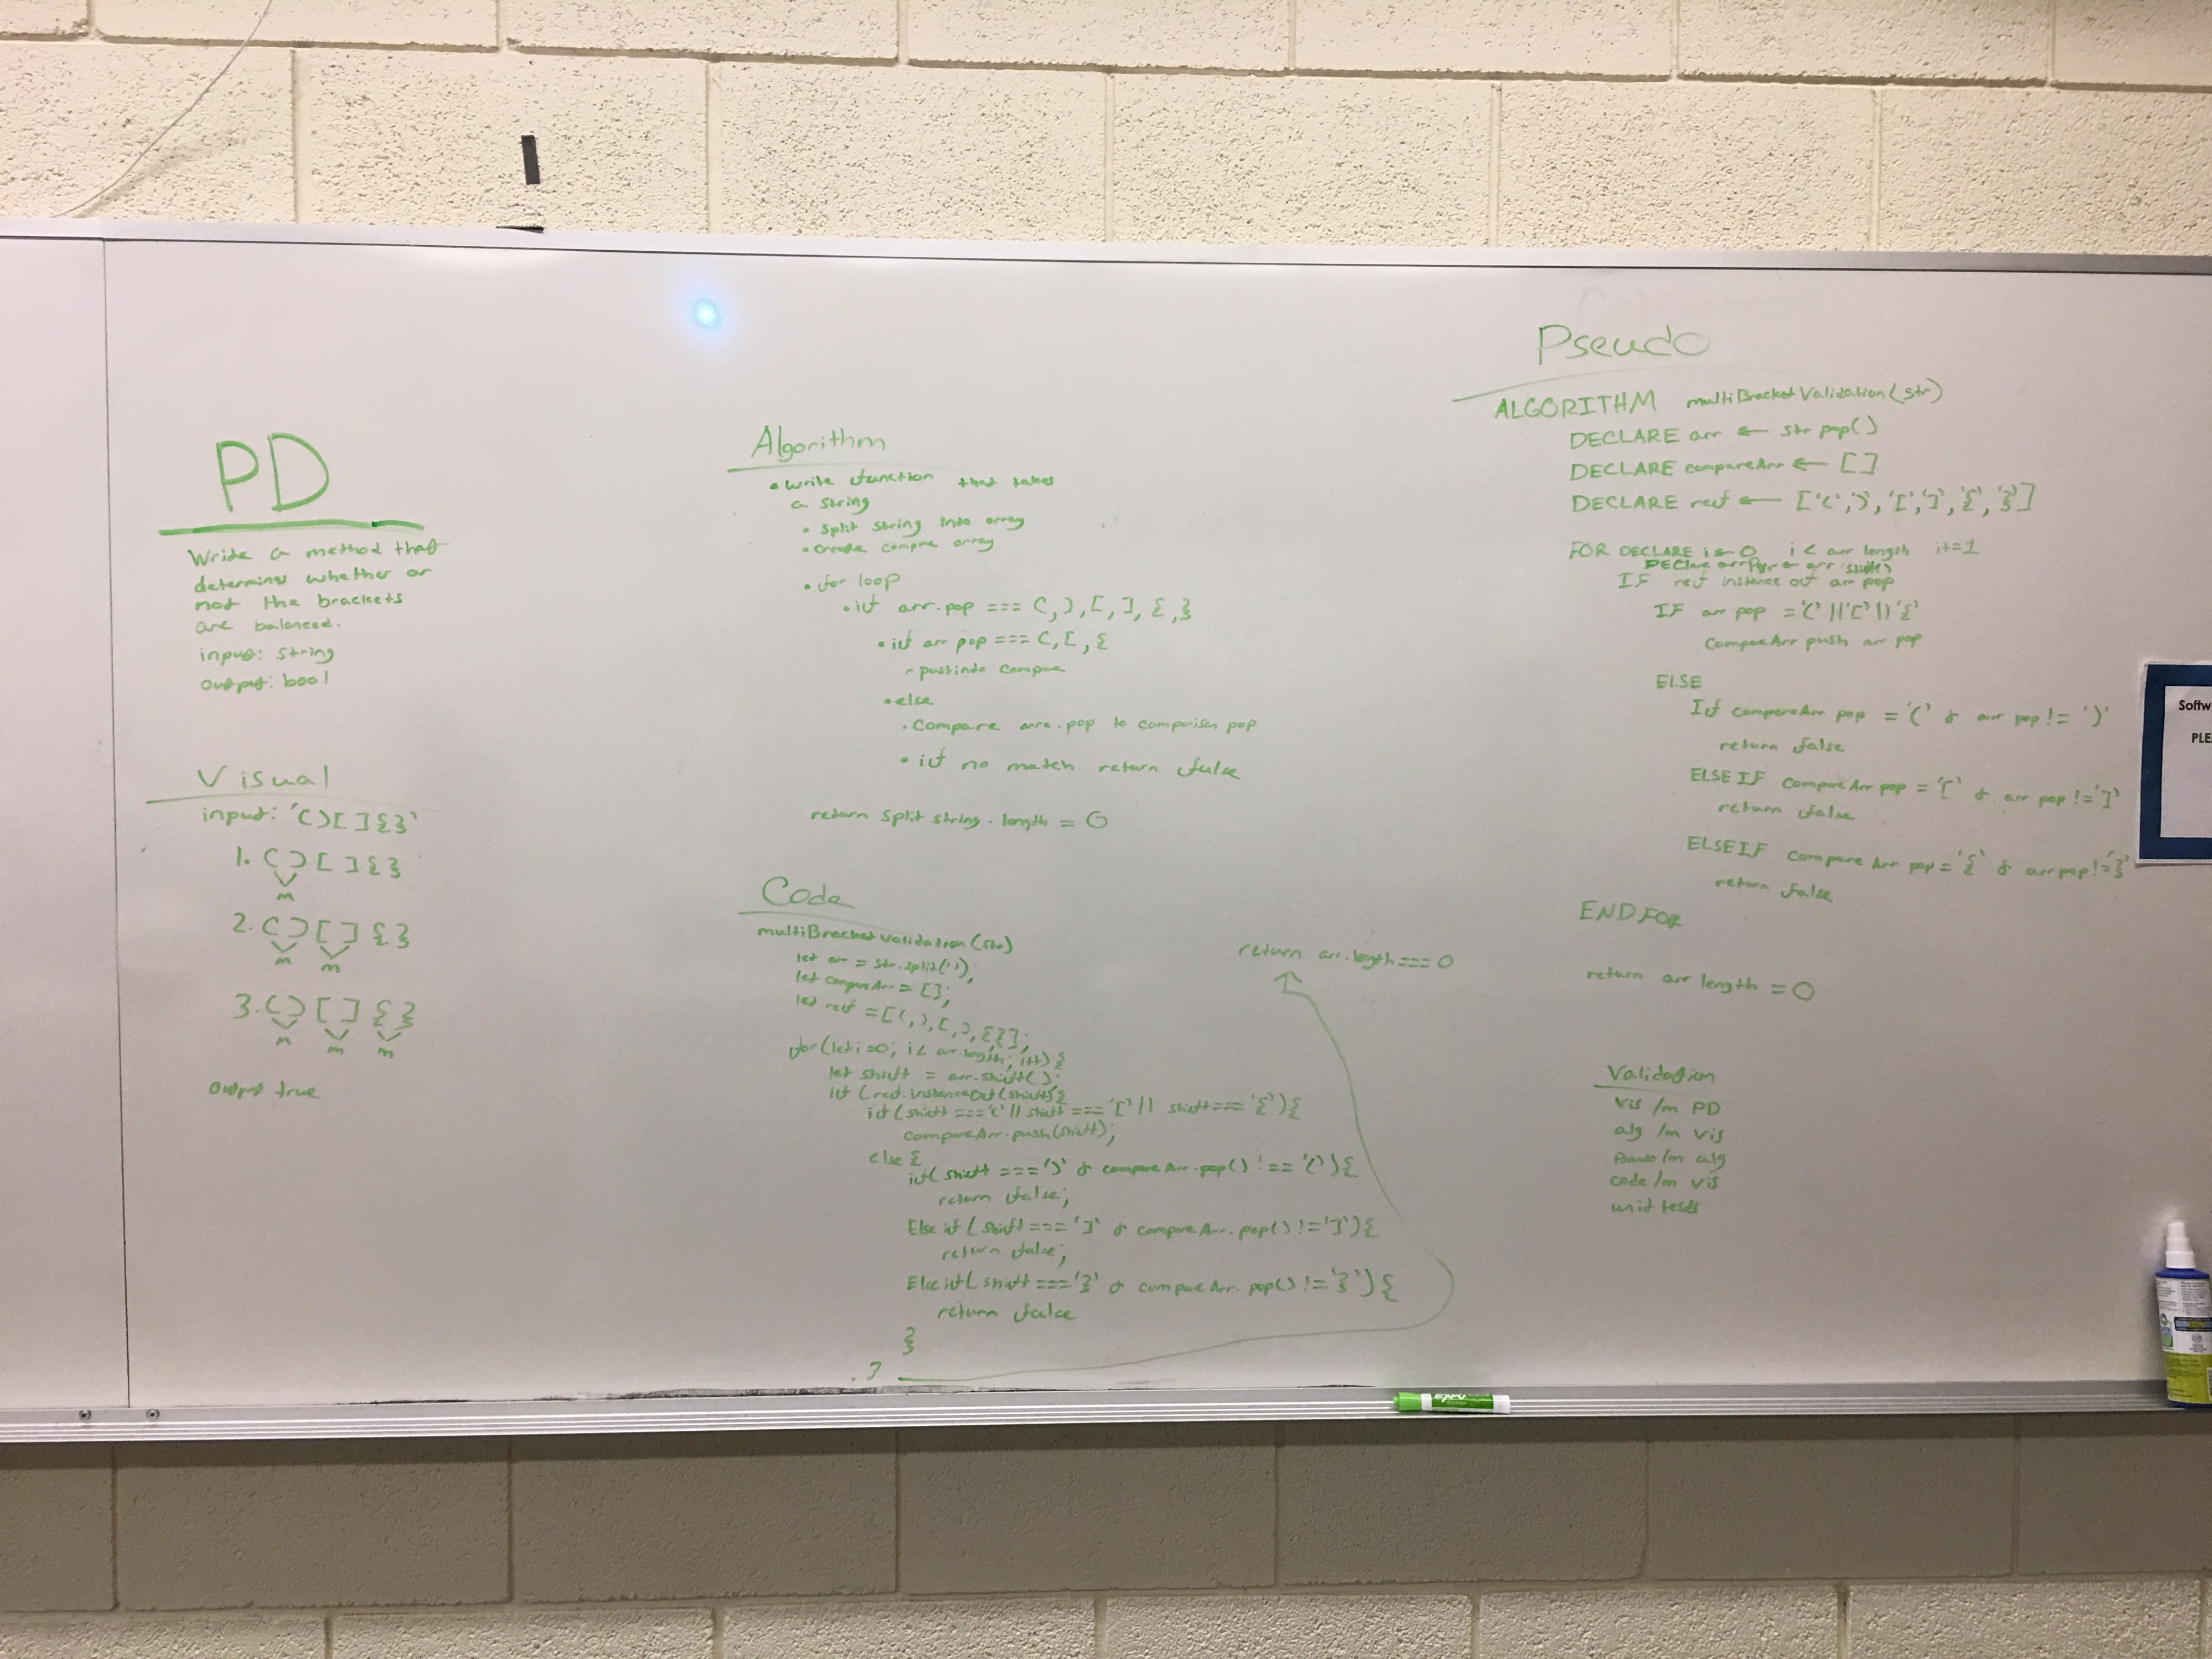 PD
Write a method that
determines whether or
not the brackets
are balanced.
input: string
output: bool
Visual
input: '()[]{}'
1. ()[]{}
m
2. ()[]{}
m m
3. ()[]{}
m m m
output true
Algorithm
• write function that takes
a string
• split string into array
• create compare array
• for loop
• if arr.pop === (,),[,],{,}
• if arr pop === (,[,{
- push into compare
• else
• compare arre.pop to comparison pop
• if no match return false
return split string.length = 0
Code
multiBracketValidation(str)
let arr = str.split('');
let compareArr = [];
let ref = [(,),[,],{}];
for(let i=0; i< arr.length; i++) {
let shift = arr.shift();
if (ref.instanceOf(shift){
if (shift === '(' || shift === '[' || shift === '{'){
compareArr.push(shift);
else {
if( shift === ')' & compareArr.pop() !== '('){
return false;
Else if( shift === ']' & compareArr.pop() != ']'){
return false;
Else if( shift === '}' & compareArr.pop() != '}'){
return false
}
}
return arr.length === 0
Pseudo
ALGORITHM multiBracketValidation(str)
DECLARE arr ← str pop()
DECLARE compareArr ← []
DECLARE ref ← ['(',')','[',']','{','}']
FOR DECLARE i ← 0 i < arr length i+=1
DEClare ← arr
IF ref instance of arr pop
IF arr pop = '(' || '[' || '{'
CompareArr push arr pop
ELSE
If compareArr pop = '(' & arr pop != ')'
return false
ELSE IF compareArr pop = '[' & arr pop != ']'
return false
ELSEIF compare Arr pop = '{' & arr pop != '}'
return false
END FOR
return arr length = 0
Validation
Vis /m PD
alg /m vis
Pseudo /m alg
code /m vis
unit tests
Softw
PLE